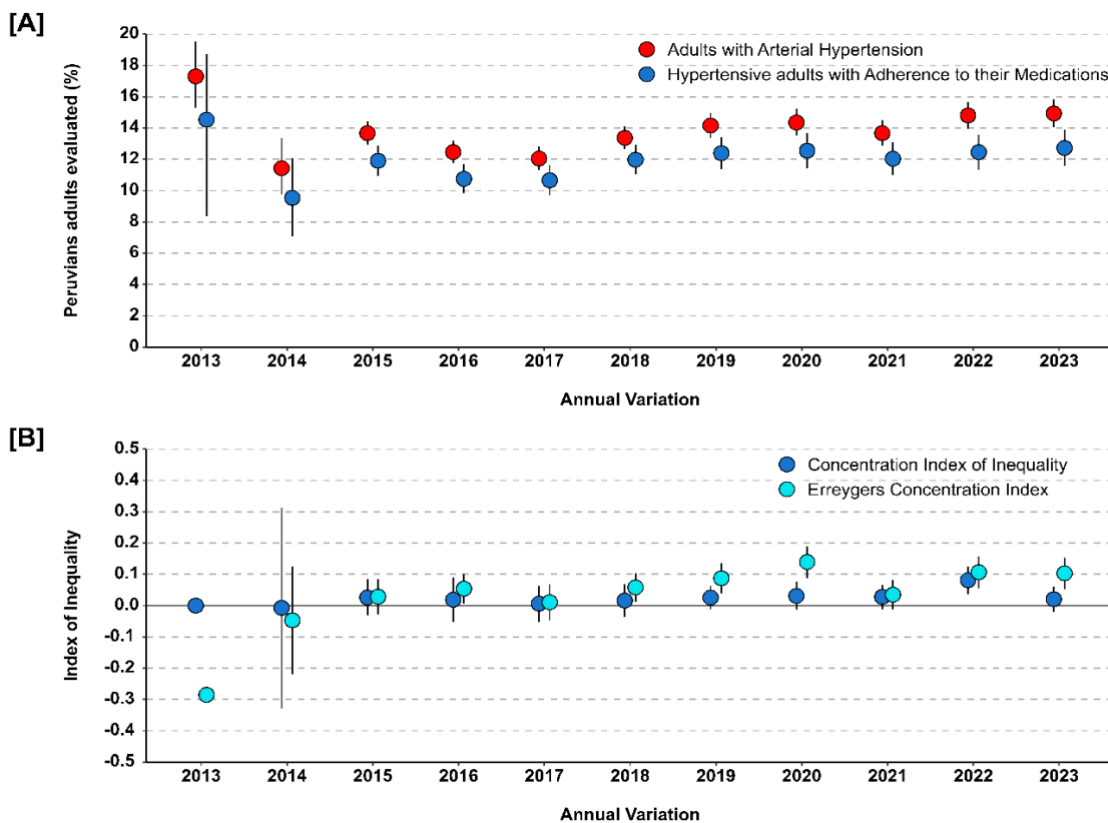 [A]
Peruvians adults evaluated (%)
20
18
16
14
12
10
8
6
4
2
0
Adults with Arterial Hypertension
Hypertensive adults with Adherence to their Medications
2013 2014 2015 2016 2017 2018 2019 2020 2021 2022 2023
Annual Variation
[B]
Index of Inequality
0.5
0.4
0.3
0.2
0.1
0.0
-0.1
-0.2
-0.3
-0.4
-0.5
Concentration Index of Inequality
Erreygers Concentration Index
2013 2014 2015 2016 2017 2018 2019 2020 2021 2022 2023
Annual Variation